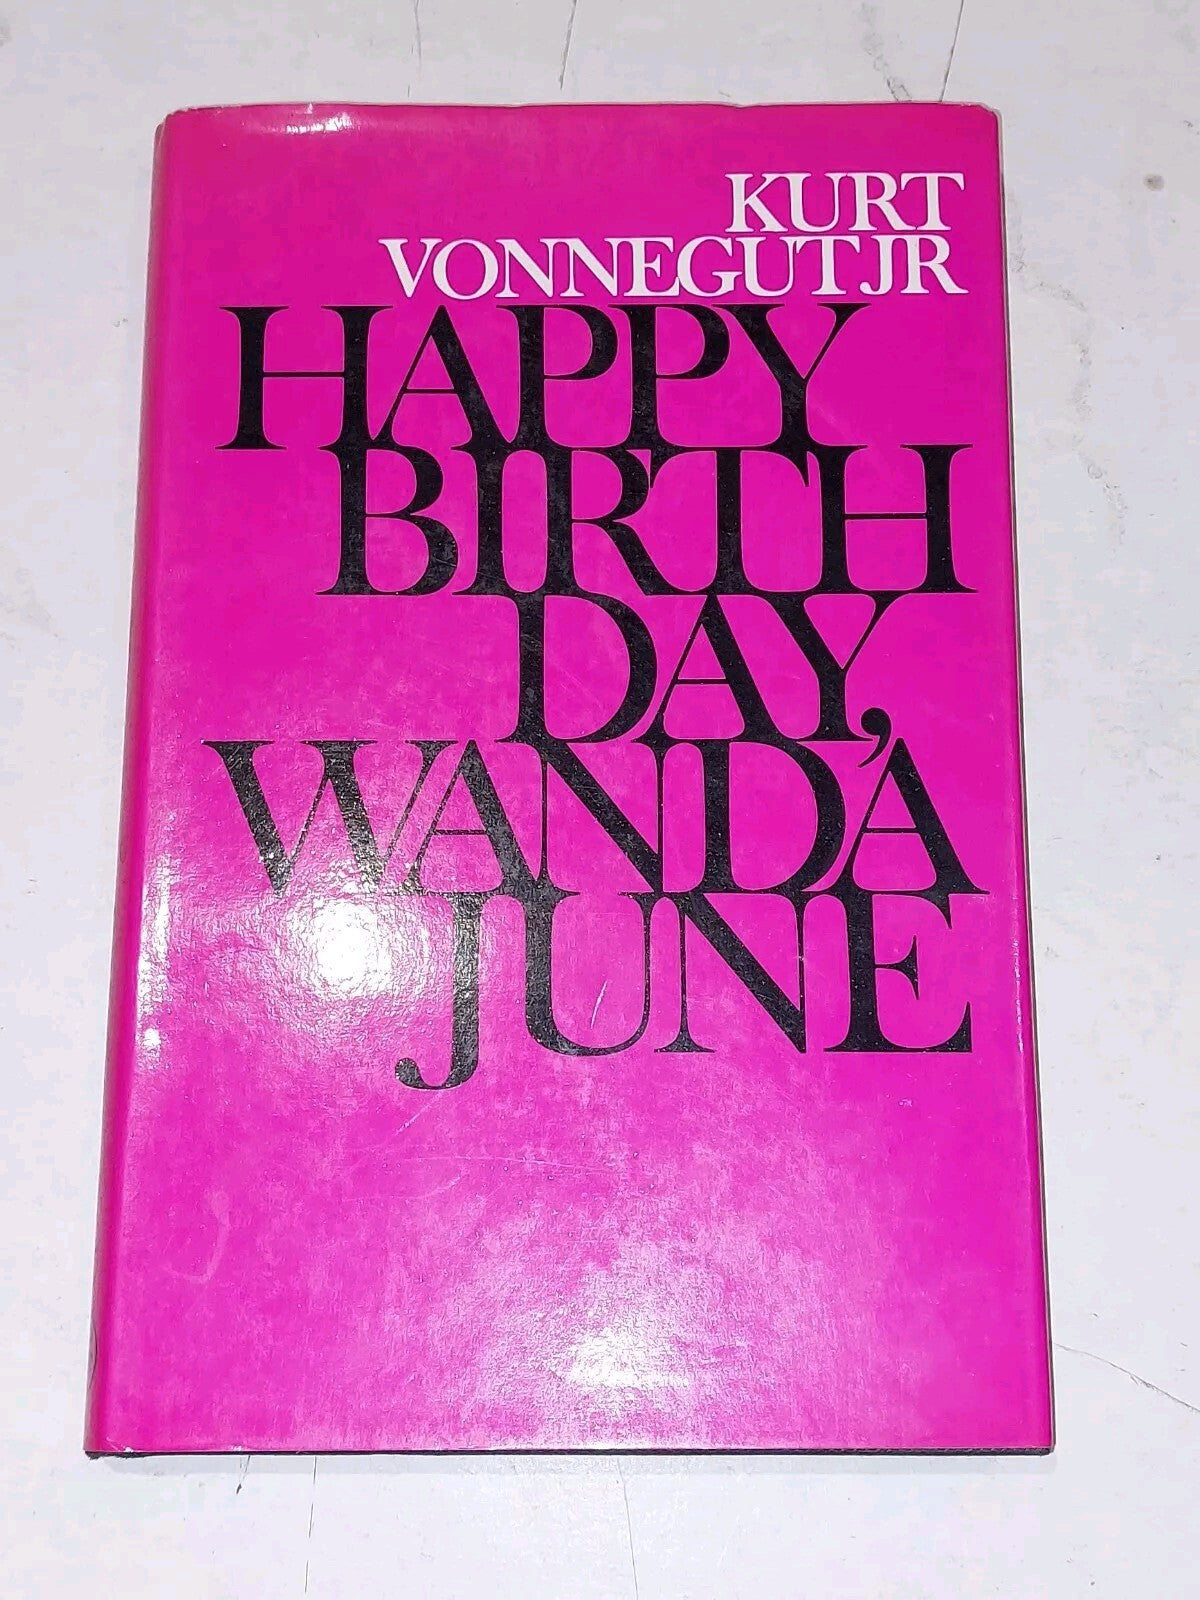 KURT
VONNEGUT JR
HAPPY
BIRTH
DAY,
WANDA
JUNE